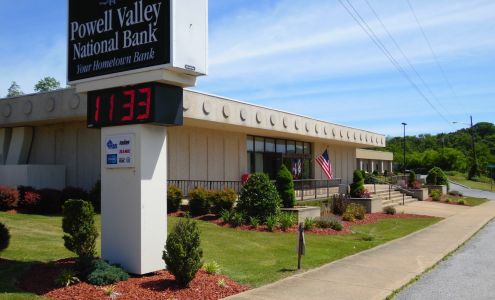 Powell Valley
National Bank
Your Hometown Bank
11:33